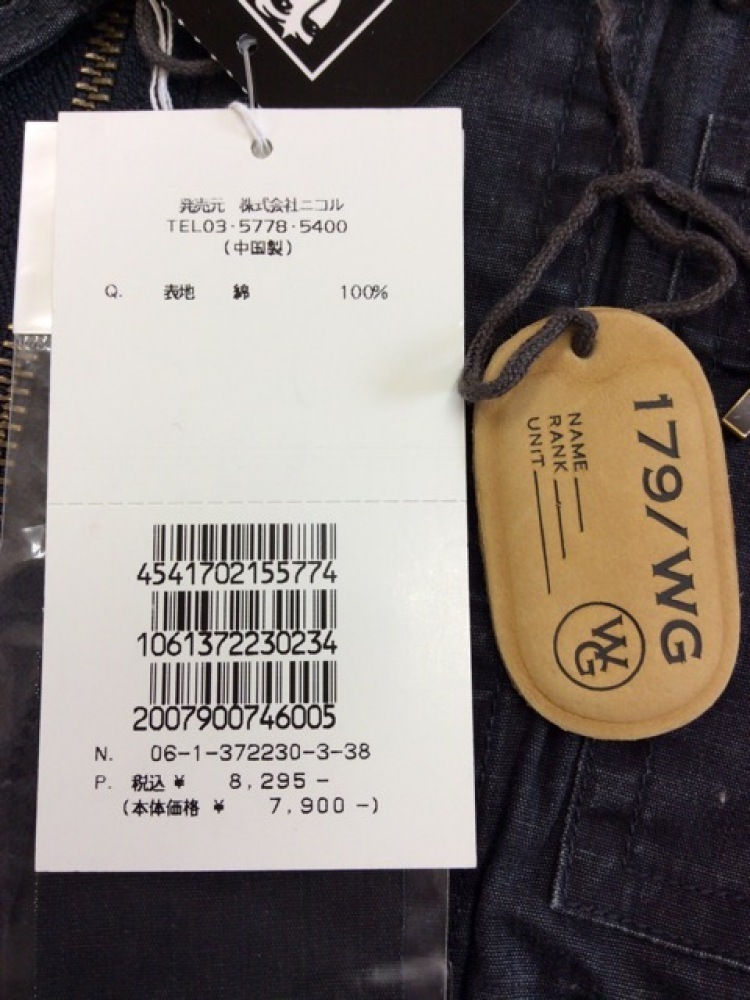 発売元 株式会社ニコル
TEL03・5778・5400
(中国製)
Q. 表地 綿 100%
4541702155774
1061372230234
2007900746005
N. 06-1-372230-3-38
P. 税込 ¥ 8,295 -
(本体価格 ¥ 7,900 -)
179/WG
NAME
RANK
UNIT
WG